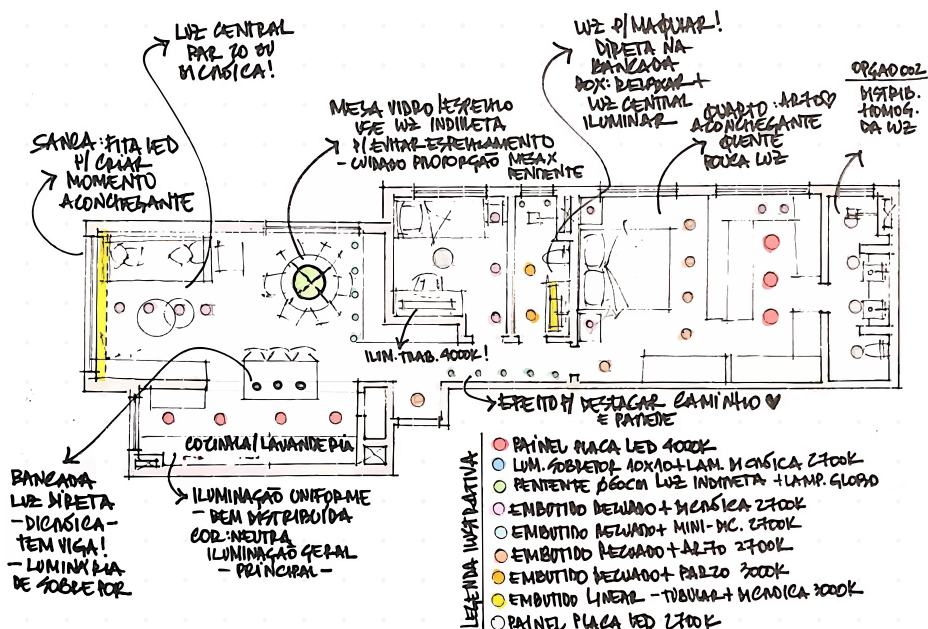 LUZ CENTRAL
PAR 20 OU
DICRÓICA!
SANCA: FITA LED
P/ CRIAR
MOMENTO
ACONCHEGANTE
MESA VIDRO/ESPELHO
USE LUZ INDIRETA
P/ EVITAR ESPELHAMENTO
- CUIDADO PROPORÇÃO MESA X
PENDENTE
LUZ P/ MAQUIAR!
DIRETA NA
BANCADA
BOX: RELAXAR +
LUZ CENTRAL
ILUMINAR
QUARTO: AR70♡
ACONCHEGANTE
QUENTE
POUCA LUZ
OPÇÃO 002
DISTRIB.
HOMOG.
DA LUZ
ILUM. TRAB. 4000K!
EFEITO P/ DESTACAR CAMINHO ♥
E PAREDE
COZINHA/LAVANDERIA
BANCADA
LUZ DIRETA
- DICRÓICA -
TEM VIGA!
- LUMINÁRIA
DE SOBREPOR
ILUMINAÇÃO UNIFORME
- BEM DISTRIBUÍDA
COR: NEUTRA
ILUMINAÇÃO GERAL
- PRINCIPAL -
LEGENDA ILUSTRATIVA
PAINEL PLACA LED 4000K
LUM. SOBREPOR 10X10 + LAM. DICRÓICA 2700K
PENDENTE Ø60CM LUZ INDIRETA + LAMP. GLOBO
EMBUTIDO RECUADO + DICRÓICA 2700K
EMBUTIDO RECUADO + MINI-DIC. 2700K
EMBUTIDO RECUADO + AR70 2700K
EMBUTIDO RECUADO + PAR20 3000K
EMBUTIDO LINEAR - TUBULAR + DICRÓICA 3000K
PAINEL PLACA LED 2700K